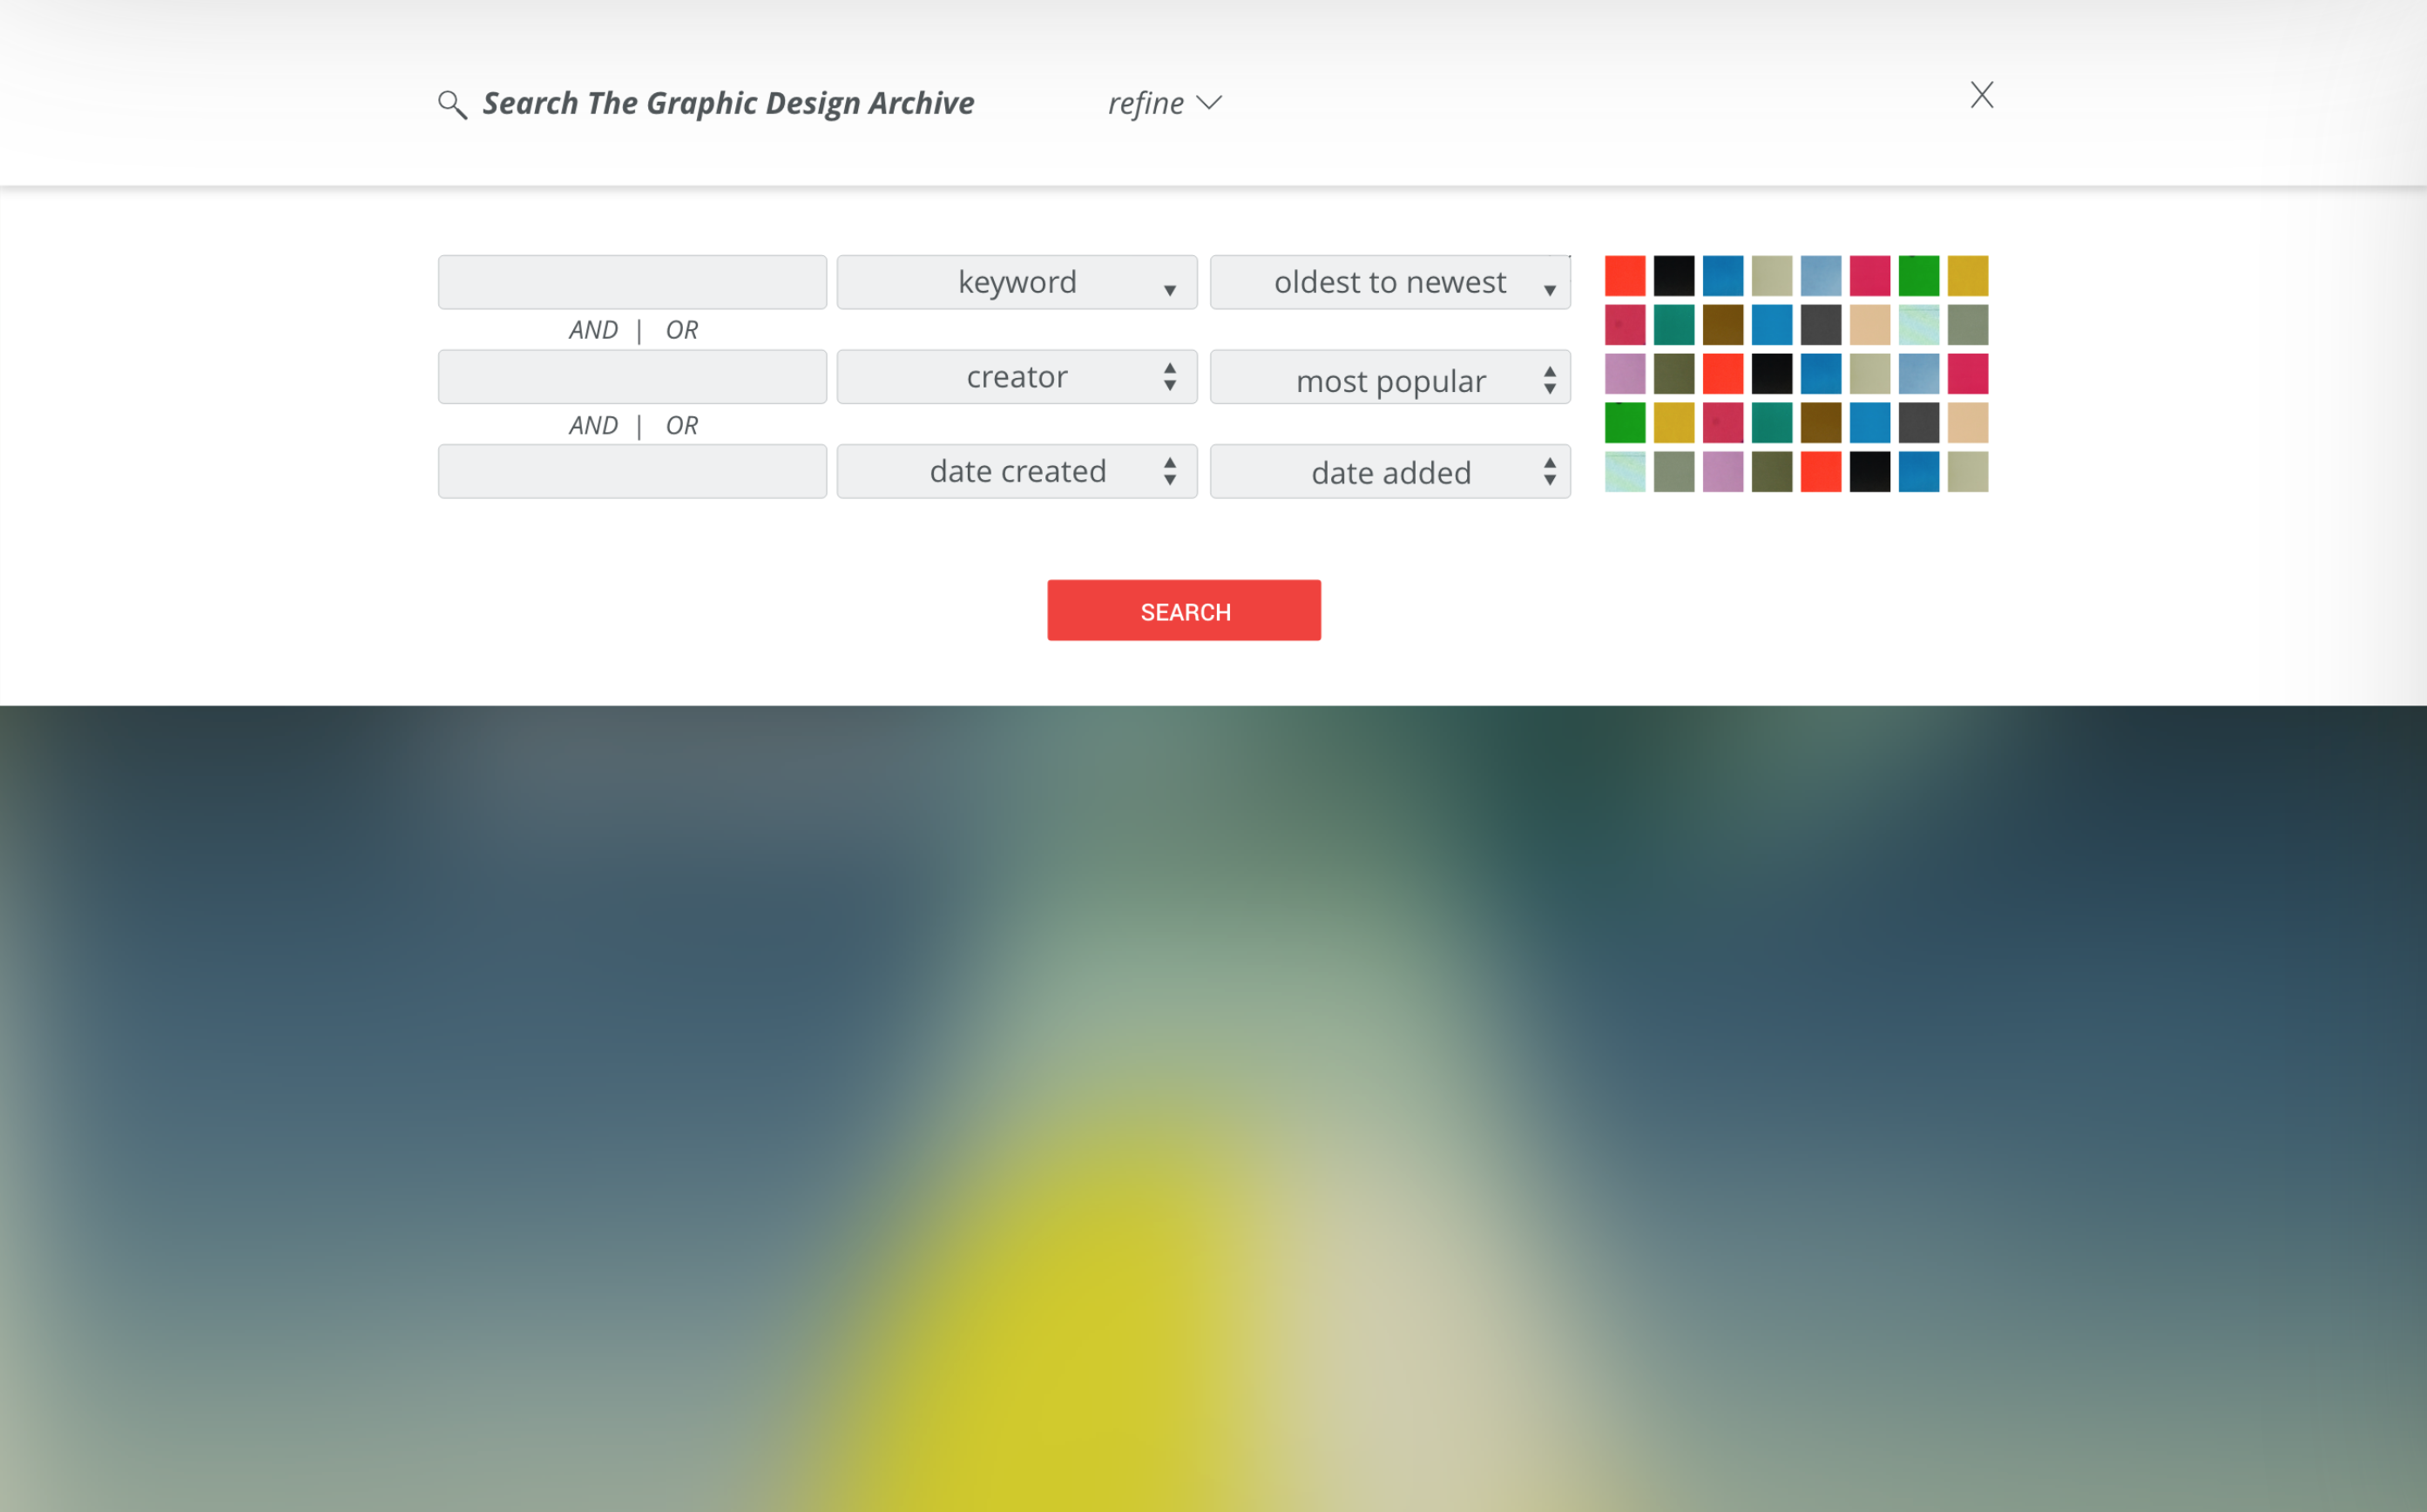 Search The Graphic Design Archive refine X
keyword oldest to newest
AND | OR
creator most popular
AND | OR
date created date added
SEARCH